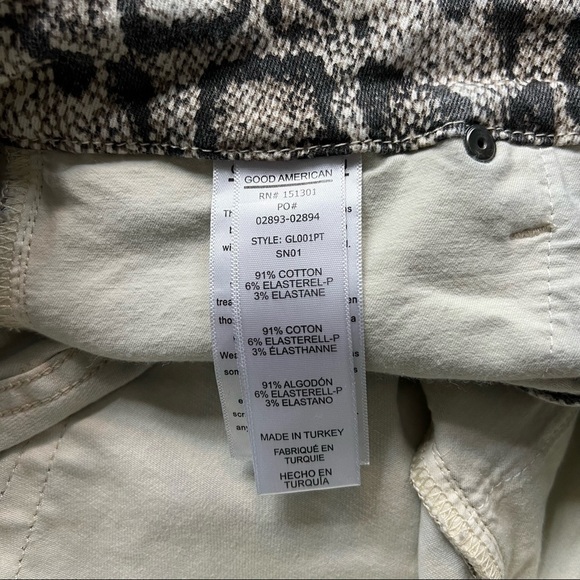 GOOD AMERICAN
RN# 151301
PO#
02893-02894
STYLE: GL001PT
SN01
91% COTTON
6% ELASTEREL-P
3% ELASTANE
91% COTON
6% ELASTERELL-P
3% ÉLASTHANNE
91% ALGODÓN
6% ELASTERELL-P
3% ELASTANO
MADE IN TURKEY
FABRIQUÉ EN
TURQUIE
HECHO EN
TURQUÍA